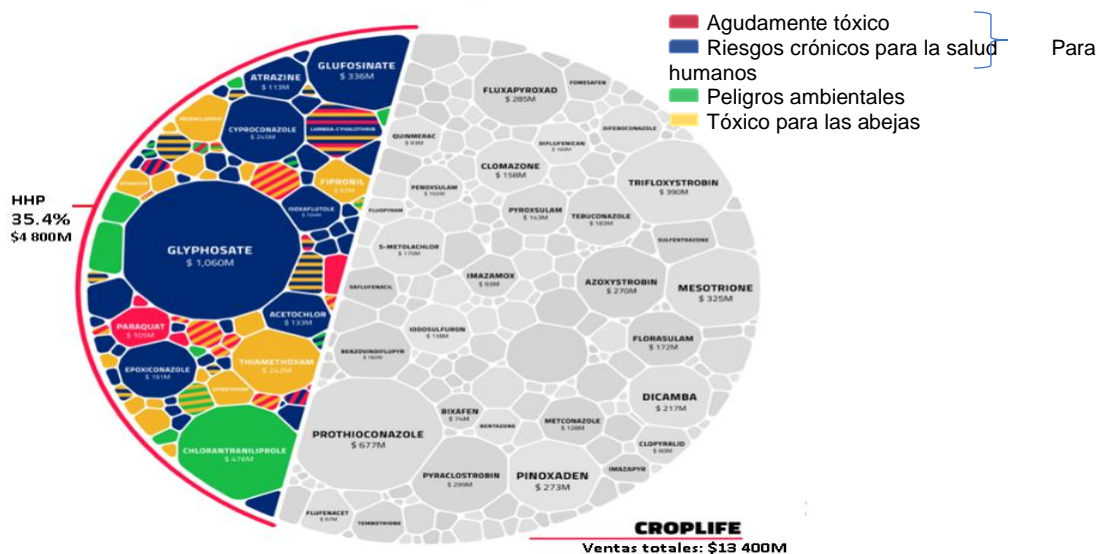 Agudamente tóxico
Riesgos crónicos para la salud Para
humanos
Peligros ambientales
Tóxico para las abejas
HHP
35.4%
$4 800M
GLUFOSINATE
$ 336M
ATRAZINE
$ 113M
CYPROCONAZOLE
LAMBDA-CYHALOTHRIN
FIPRONIL
ISOXAFLUTOLE
GLYPHOSATE
$ 1,060M
ACETOCHLOR
$ 133M
PARAQUAT
$ 105M
THIAMETHOXAM
EPOXICONAZOLE
$ 191M
CHLORANTRANILIPROLE
$ 476M
FLUXAPYROXAD
$ 285M
FOMESAFEN
QUINMERAC
$ 93M
DIFENOCONAZOLE
DIFLUFENICAN
CLOMAZONE
$ 158M
PENOXSULAM
TRIFLOXYSTROBIN
$ 390M
FLUOPYRAM
PYROXSULAM
$ 143M
TEBUCONAZOLE
$ 183M
S-METOLACHLOR
$ 175M
SULFENTRAZONE
IMAZAMOX
$ 93M
SAFLUFENACIL
AZOXYSTROBIN
$ 270M
MESOTRIONE
$ 325M
IODOSULFURON
$ 138M
BENZOVINDIFLUPYR
FLORASULAM
$ 172M
DICAMBA
$ 217M
PROTHIOCONAZOLE
$ 677M
BIXAFEN
$ 74M
BENTAZONE
METCONAZOLE
$ 128M
CLOPYRALID
IMAZAPYR
PYRACLOSTROBIN
PINOXADEN
$ 273M
FLUFENACET
TEMBOTRIONE
CROPLIFE
Ventas totales: $13 400M